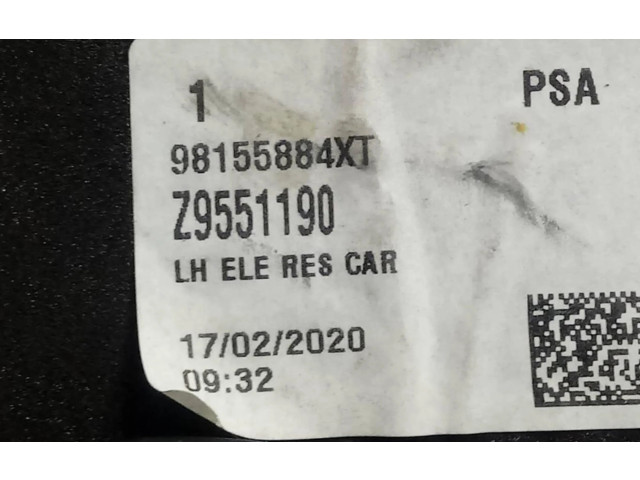 1 PSA
98155884XT
Z9551190
LH ELE RES CAR
17/02/2020
09:32